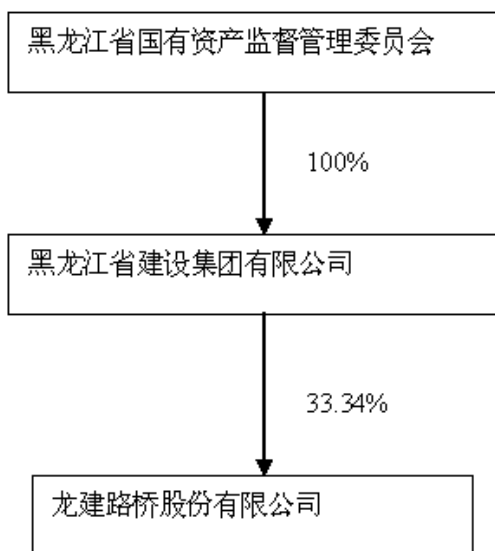 黑龙江省国有资产监督管理委员会
100%
黑龙江省建设集团有限公司
33.34%
龙建路桥股份有限公司